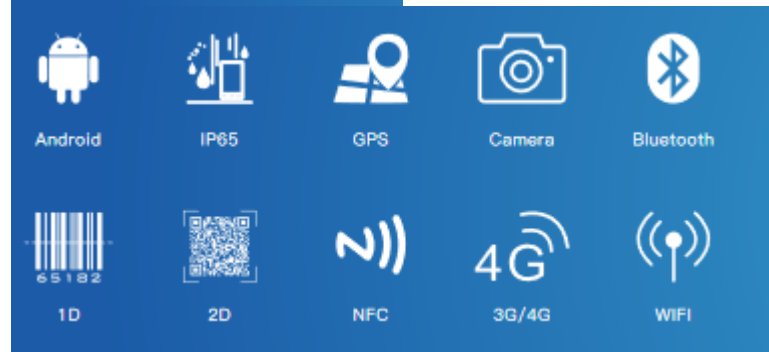 Android
IP65
GPS
Camera
Bluetooth
65182
4G
1D
2D
NFC
3G/4G
WIFI